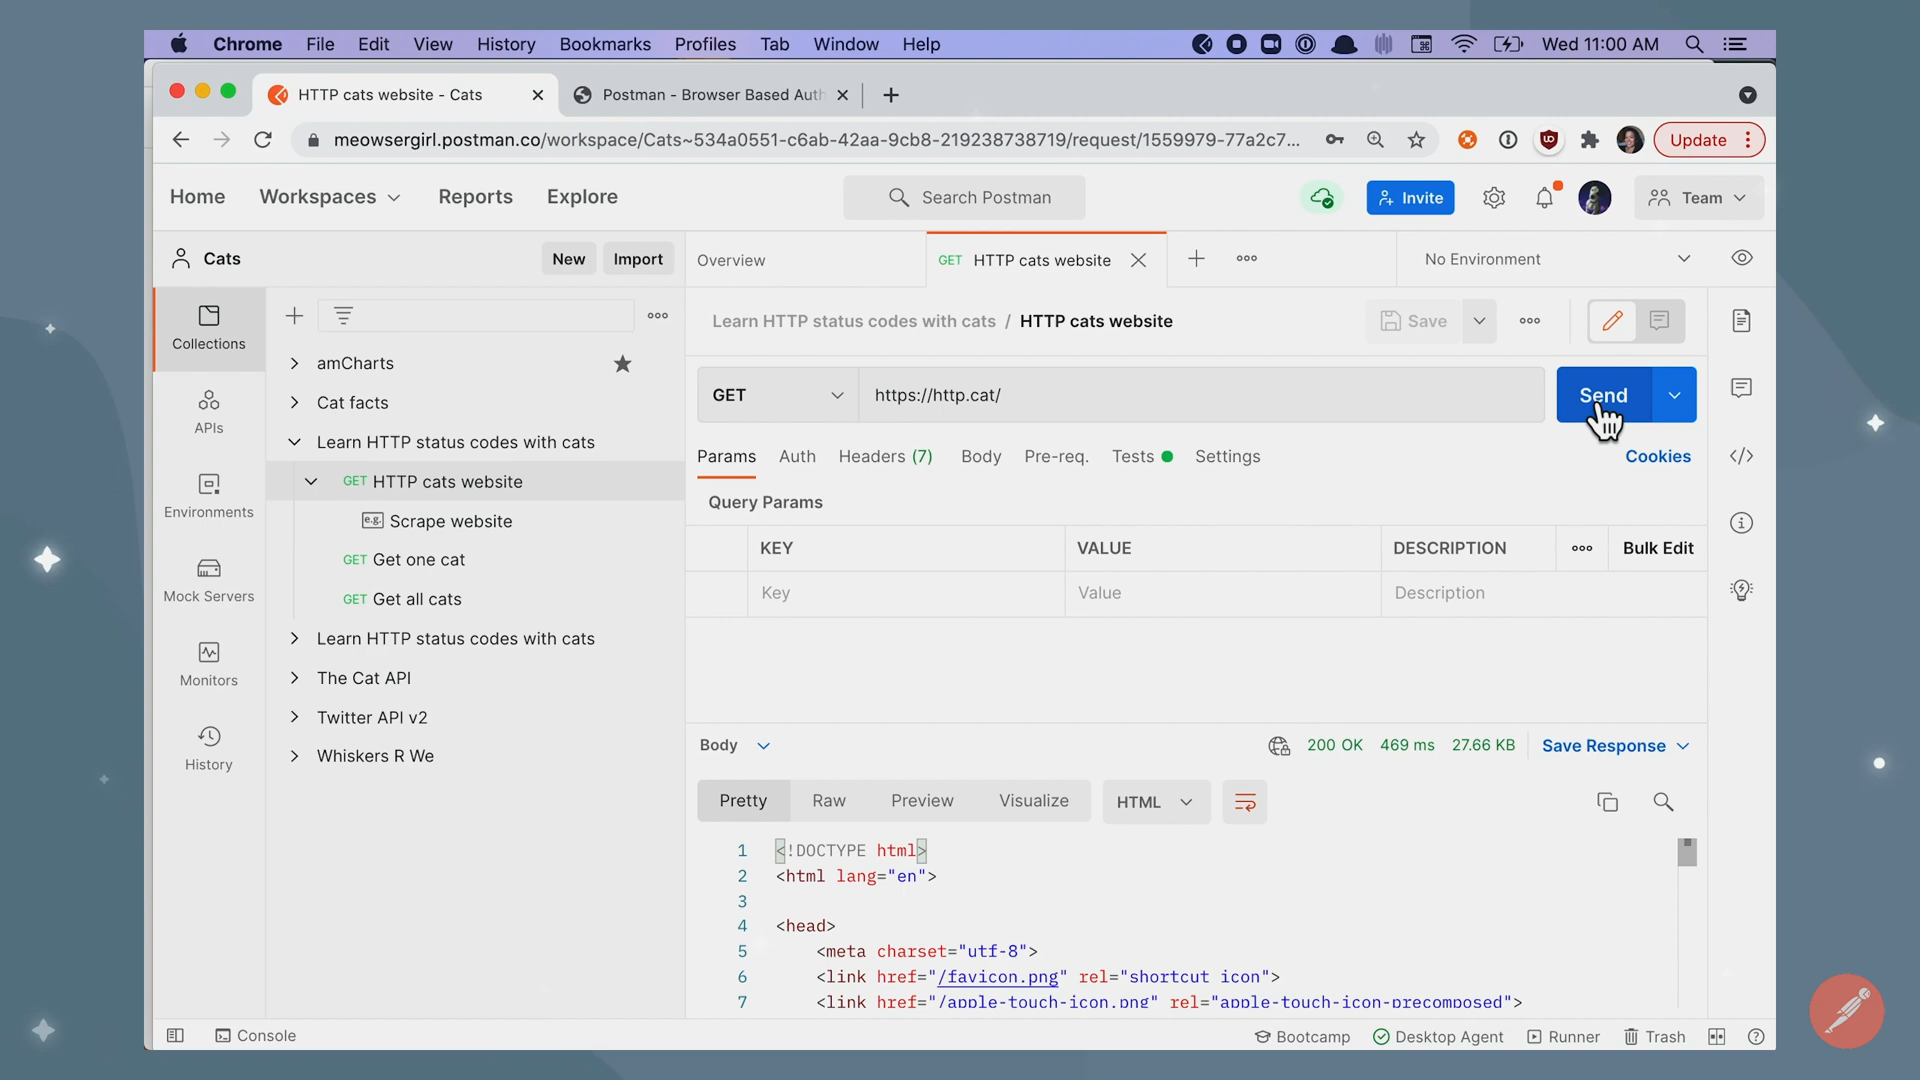 Chrome File Edit View History Bookmarks Profiles Tab Window Help Wed 11:00 AM
HTTP cats website - Cats
Postman - Browser Based Auth
meowsergirl.postman.co/workspace/Cats~534a0551-c6ab-42aa-9cb8-219238738719/request/1559979-77a2c7...
Update
Home Workspaces Reports Explore
Search Postman
Invite
Team
Cats
New Import
Overview
GET HTTP cats website
No Environment
Collections
APIs
Environments
Mock Servers
Monitors
History
amCharts
Cat facts
Learn HTTP status codes with cats
GET HTTP cats website
e.g. Scrape website
GET Get one cat
GET Get all cats
Learn HTTP status codes with cats
The Cat API
Twitter API v2
Whiskers R We
Learn HTTP status codes with cats / HTTP cats website
Save
GET
https://http.cat/
Send
Params Auth Headers (7) Body Pre-req. Tests Settings
Cookies
Query Params
KEY VALUE DESCRIPTION Bulk Edit
Key Value Description
Body
200 OK 469 ms 27.66 KB Save Response
Pretty Raw Preview Visualize HTML
1 <!DOCTYPE html>
2 <html lang="en">
3
4 <head>
5 <meta charset="utf-8">
6 <link href="/favicon.png" rel="shortcut icon">
7 <link href="/apple-touch-icon.png" rel="apple-touch-icon-precomposed">
Console
Bootcamp Desktop Agent Runner Trash